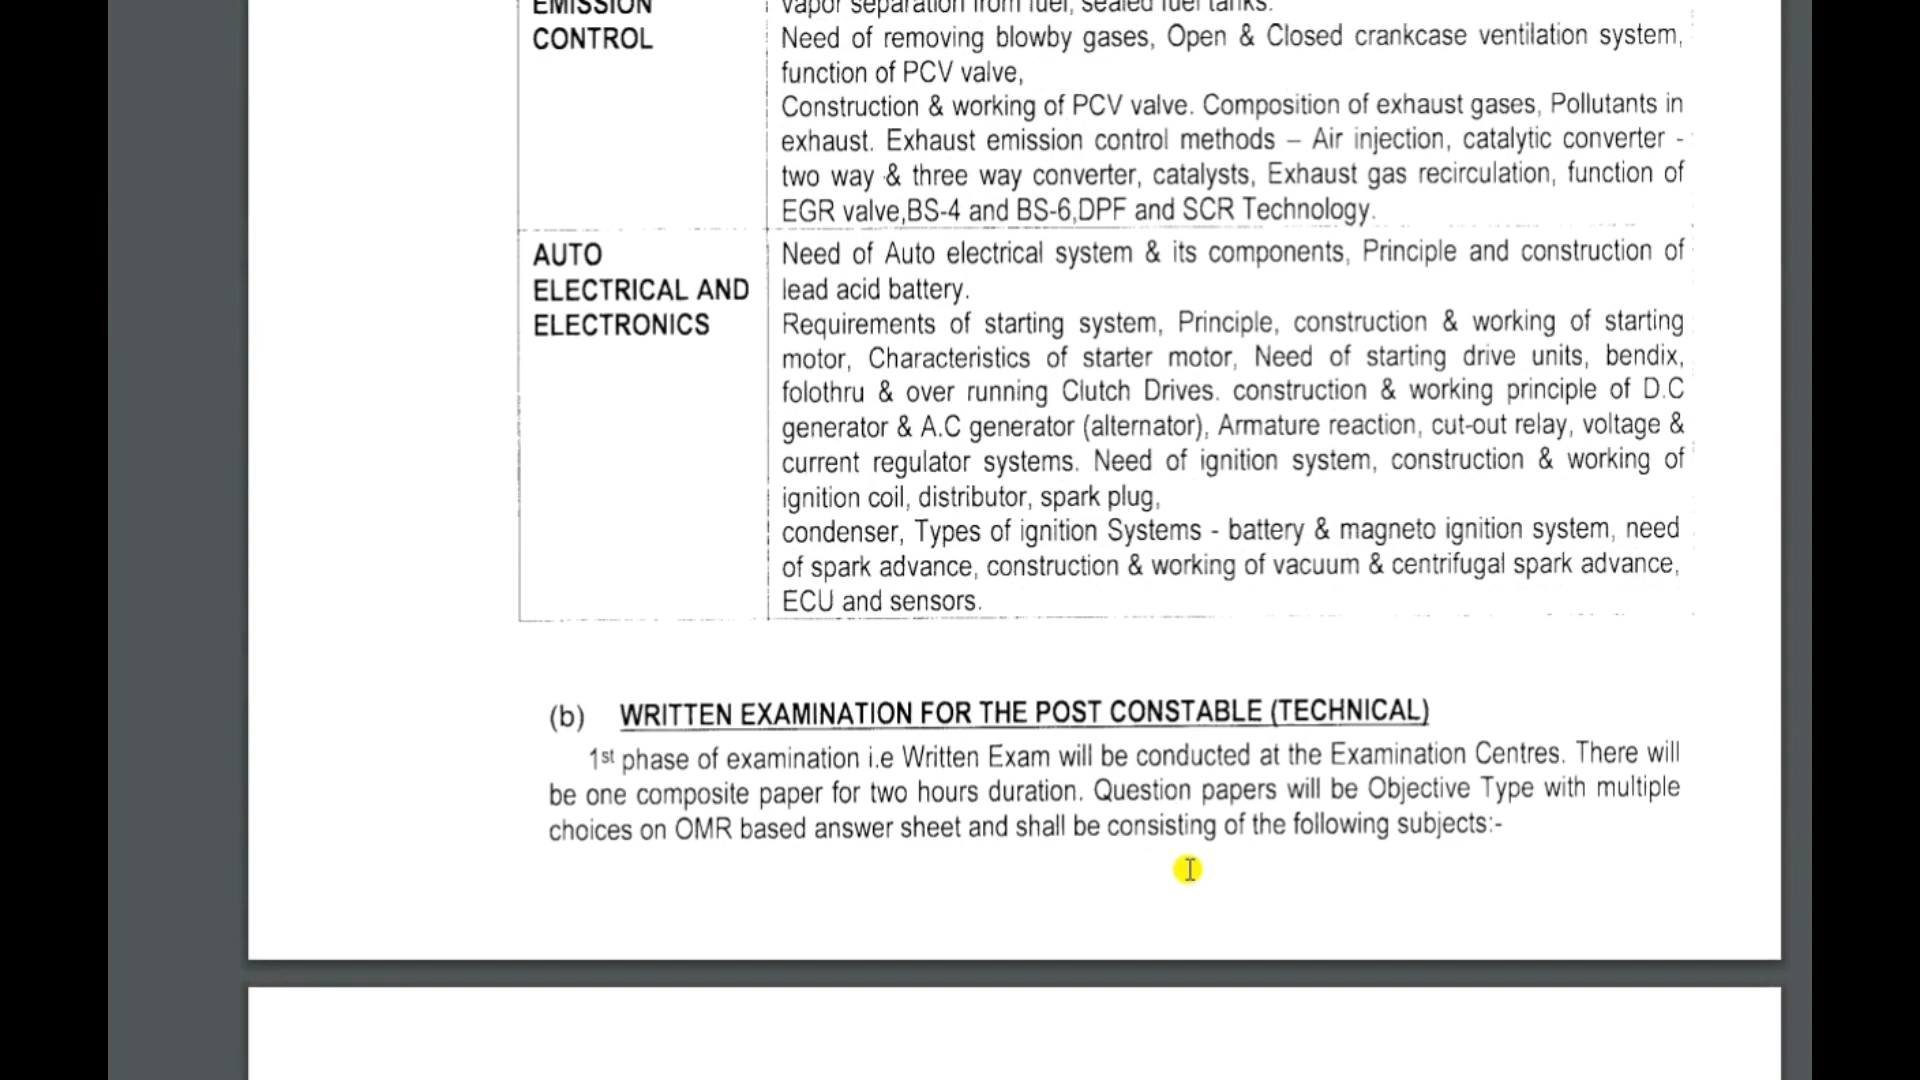 EMISSION
CONTROL
vapor separation from fuel, sealed fuel tanks.
Need of removing blowby gases, Open & Closed crankcase ventilation system,
function of PCV valve,
Construction & working of PCV valve. Composition of exhaust gases, Pollutants in
exhaust. Exhaust emission control methods – Air injection, catalytic converter -
two way & three way converter, catalysts, Exhaust gas recirculation, function of
EGR valve,BS-4 and BS-6,DPF and SCR Technology.
AUTO
ELECTRICAL AND
ELECTRONICS
Need of Auto electrical system & its components, Principle and construction of
lead acid battery.
Requirements of starting system, Principle, construction & working of starting
motor, Characteristics of starter motor, Need of starting drive units, bendix,
folothru & over running Clutch Drives. construction & working principle of D.C
generator & A.C generator (alternator), Armature reaction, cut-out relay, voltage &
current regulator systems. Need of ignition system, construction & working of
ignition coil, distributor, spark plug,
condenser, Types of ignition Systems - battery & magneto ignition system, need
of spark advance, construction & working of vacuum & centrifugal spark advance,
ECU and sensors.
(b) WRITTEN EXAMINATION FOR THE POST CONSTABLE (TECHNICAL)
1st phase of examination i.e Written Exam will be conducted at the Examination Centres. There will
be one composite paper for two hours duration. Question papers will be Objective Type with multiple
choices on OMR based answer sheet and shall be consisting of the following subjects:-